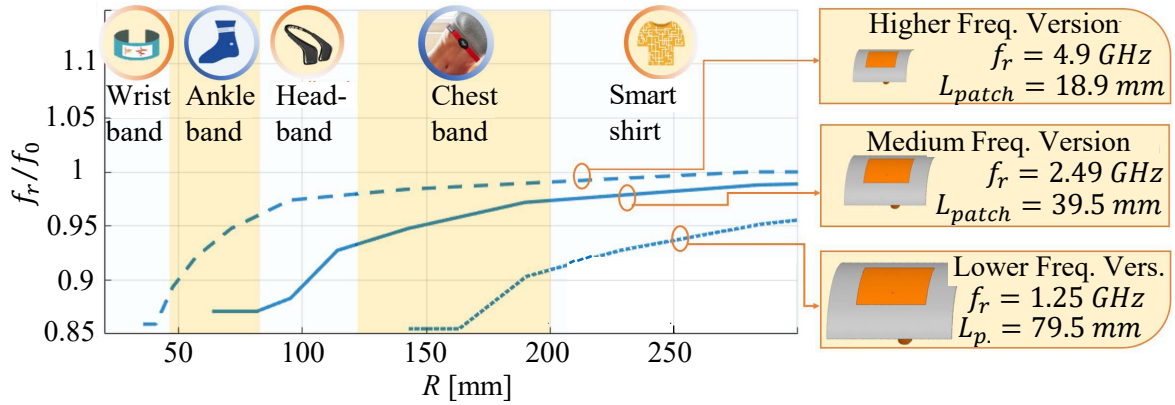 Wrist
band
Ankle
band
Head-
band
Chest
band
Smart
shirt
f_r/f_0
1.1
1.05
1
0.95
0.9
0.85
50
100
150
200
250
R [mm]
Higher Freq. Version
f_r = 4.9 GHz
L_patch = 18.9 mm
Medium Freq. Version
f_r = 2.49 GHz
L_patch = 39.5 mm
Lower Freq. Vers.
f_r = 1.25 GHz
L_p. = 79.5 mm